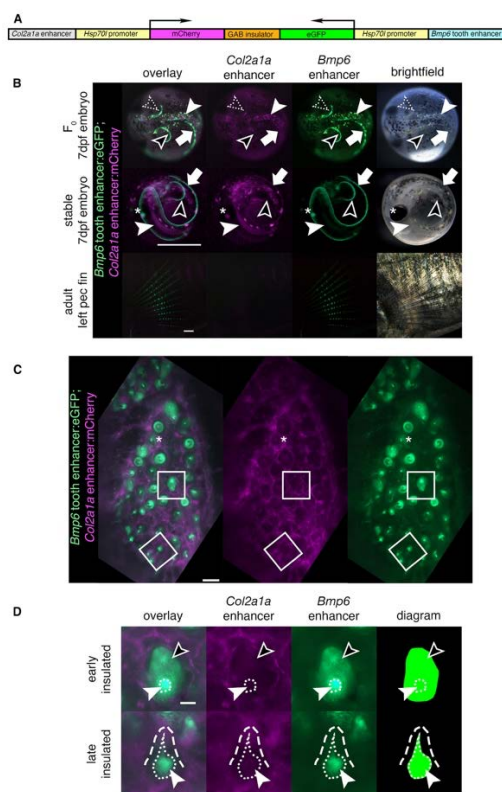 A
Col2a1a enhancer Hsp70l promoter mCherry GAB insulator eGFP Hsp70l promoter Bmp6 tooth enhancer
B
overlay Col2a1a enhancer Bmp6 enhancer brightfield
Bmp6 tooth enhancer:eGFP;
Col2a1a enhancer:mCherry
F₀
7dpf embryo
stable
7dpf embryo
adult
left pec fin
C
Bmp6 tooth enhancer:eGFP;
Col2a1a enhancer:mCherry
D
overlay Col2a1a enhancer Bmp6 enhancer diagram
early
insulated
late
insulated